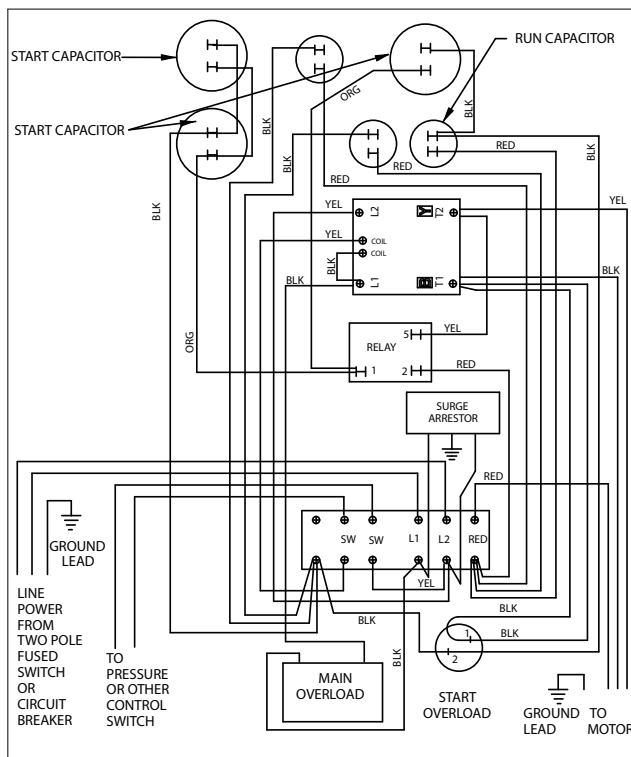 START CAPACITOR
START CAPACITOR
RUN CAPACITOR
ORG
BLK
BLK
BLK
BLK
RED
RED
RED
BLK
BLK
YEL
YEL
L2
Y
T2
YEL
COIL
COIL
BLK
BLK
L1
B
T1
BLK
ORG
RELAY
5
YEL
1
2
RED
SURGE
ARRESTOR
RED
SW
SW
L1
L2
RED
YEL
GROUND
LEAD
LINE
POWER
FROM
TWO POLE
FUSED
SWITCH
OR
CIRCUIT
BREAKER
TO
PRESSURE
OR OTHER
CONTROL
SWITCH
MAIN
OVERLOAD
BLK
BLK
1
2
BLK
BLK
START
OVERLOAD
GROUND
LEAD
TO
MOTOR